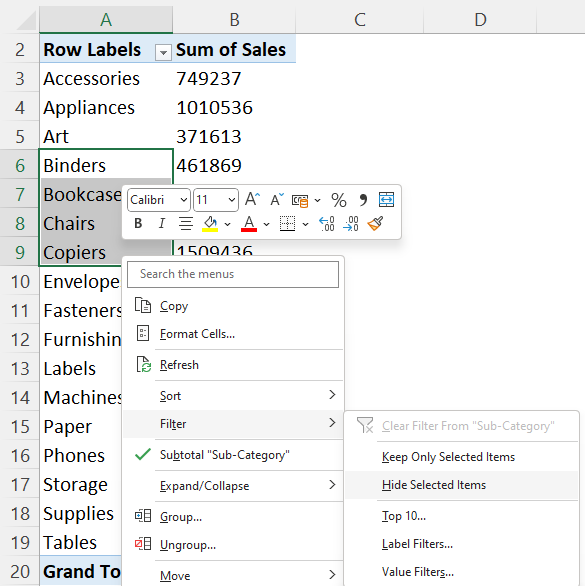 A B C D
2 Row Labels Sum of Sales
3 Accessories 749237
4 Appliances 1010536
5 Art 371613
6 Binders 461869
7 Bookcase Calibri 11 A A %
8 Chairs B I A .00 .00
9 Copiers 1509436
10 Envelope Search the menus
11 Fasteners Copy
12 Furnishin Format Cells...
13 Labels Refresh
14 Machines Sort
15 Paper Filter Clear Filter From "Sub-Category"
16 Phones Subtotal "Sub-Category" Keep Only Selected Items
17 Storage Expand/Collapse Hide Selected Items
18 Supplies Group... Top 10...
19 Tables Ungroup... Label Filters...
20 Grand To Move Value Filters...